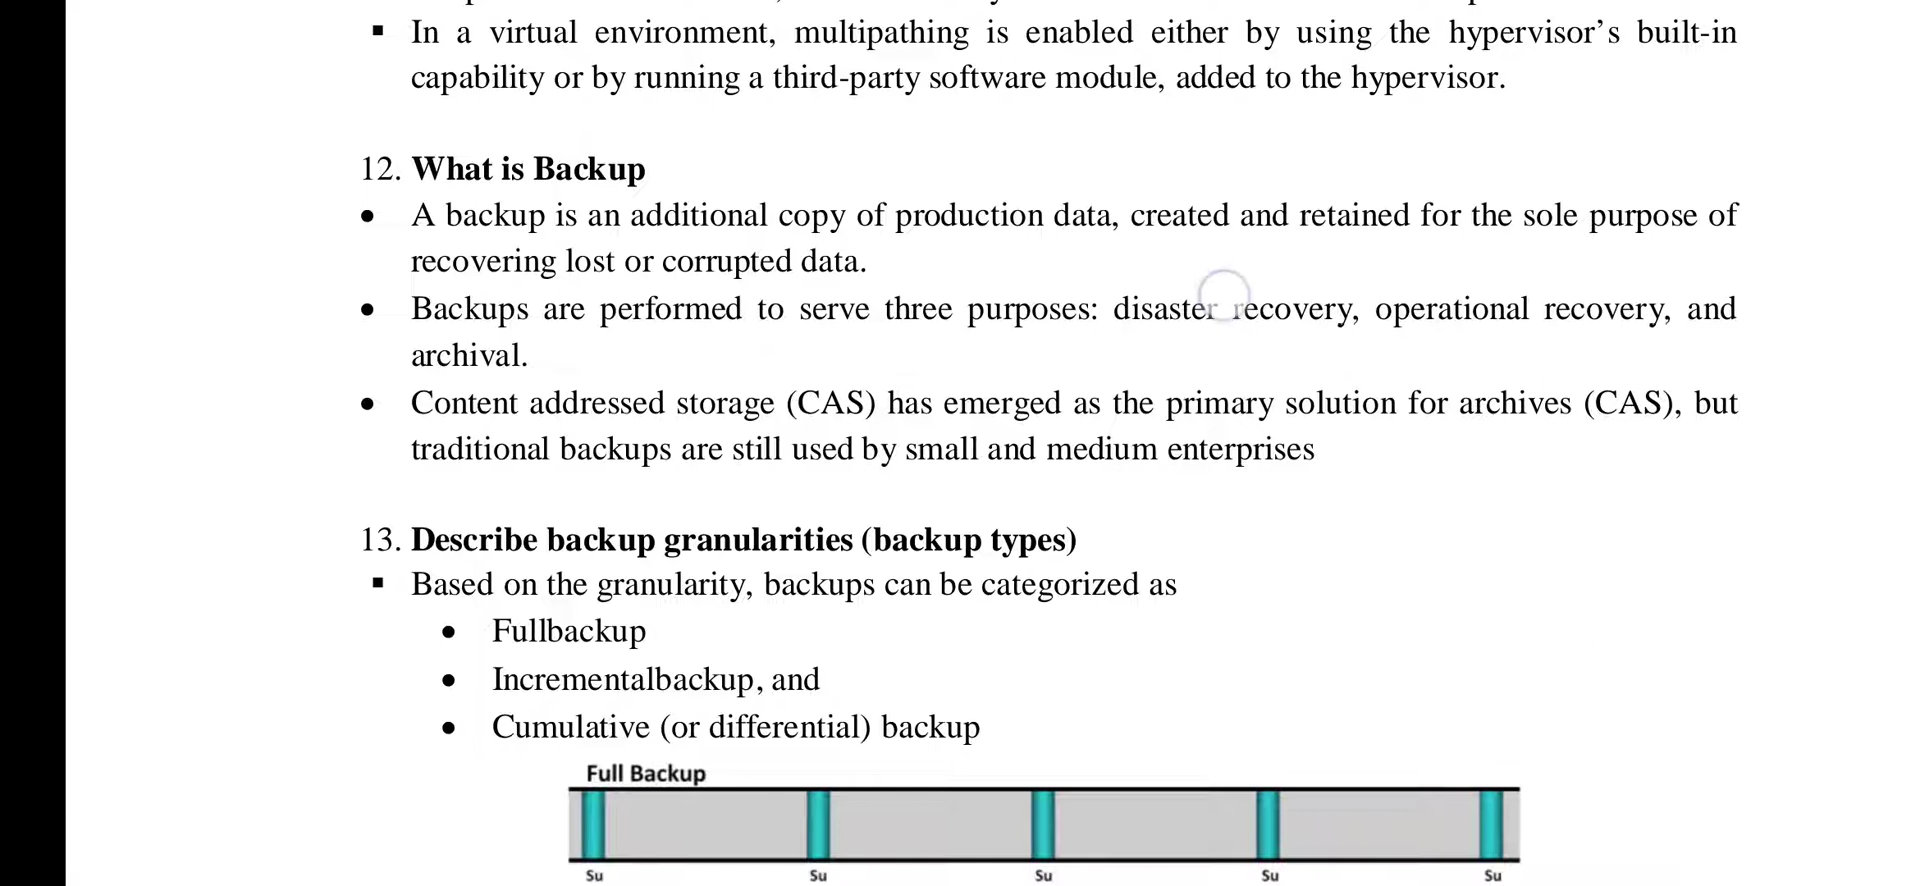 ▪ In a virtual environment, multipathing is enabled either by using the hypervisor’s built-in
capability or by running a third-party software module, added to the hypervisor.
12. What is Backup
• A backup is an additional copy of production data, created and retained for the sole purpose of
recovering lost or corrupted data.
• Backups are performed to serve three purposes: disaster recovery, operational recovery, and
archival.
• Content addressed storage (CAS) has emerged as the primary solution for archives (CAS), but
traditional backups are still used by small and medium enterprises
13. Describe backup granularities (backup types)
▪ Based on the granularity, backups can be categorized as
• Fullbackup
• Incrementalbackup, and
• Cumulative (or differential) backup
Full Backup
Su Su Su Su Su